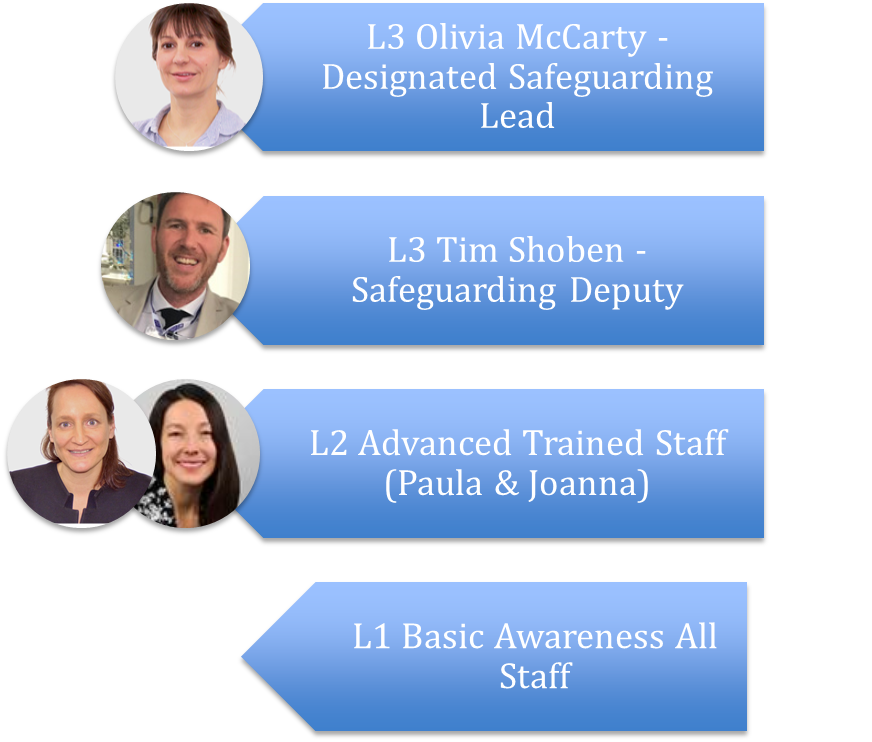 L3 Olivia McCarty -
Designated Safeguarding
Lead
L3 Tim Shoben -
Safeguarding Deputy
L2 Advanced Trained Staff
(Paula & Joanna)
L1 Basic Awareness All
Staff